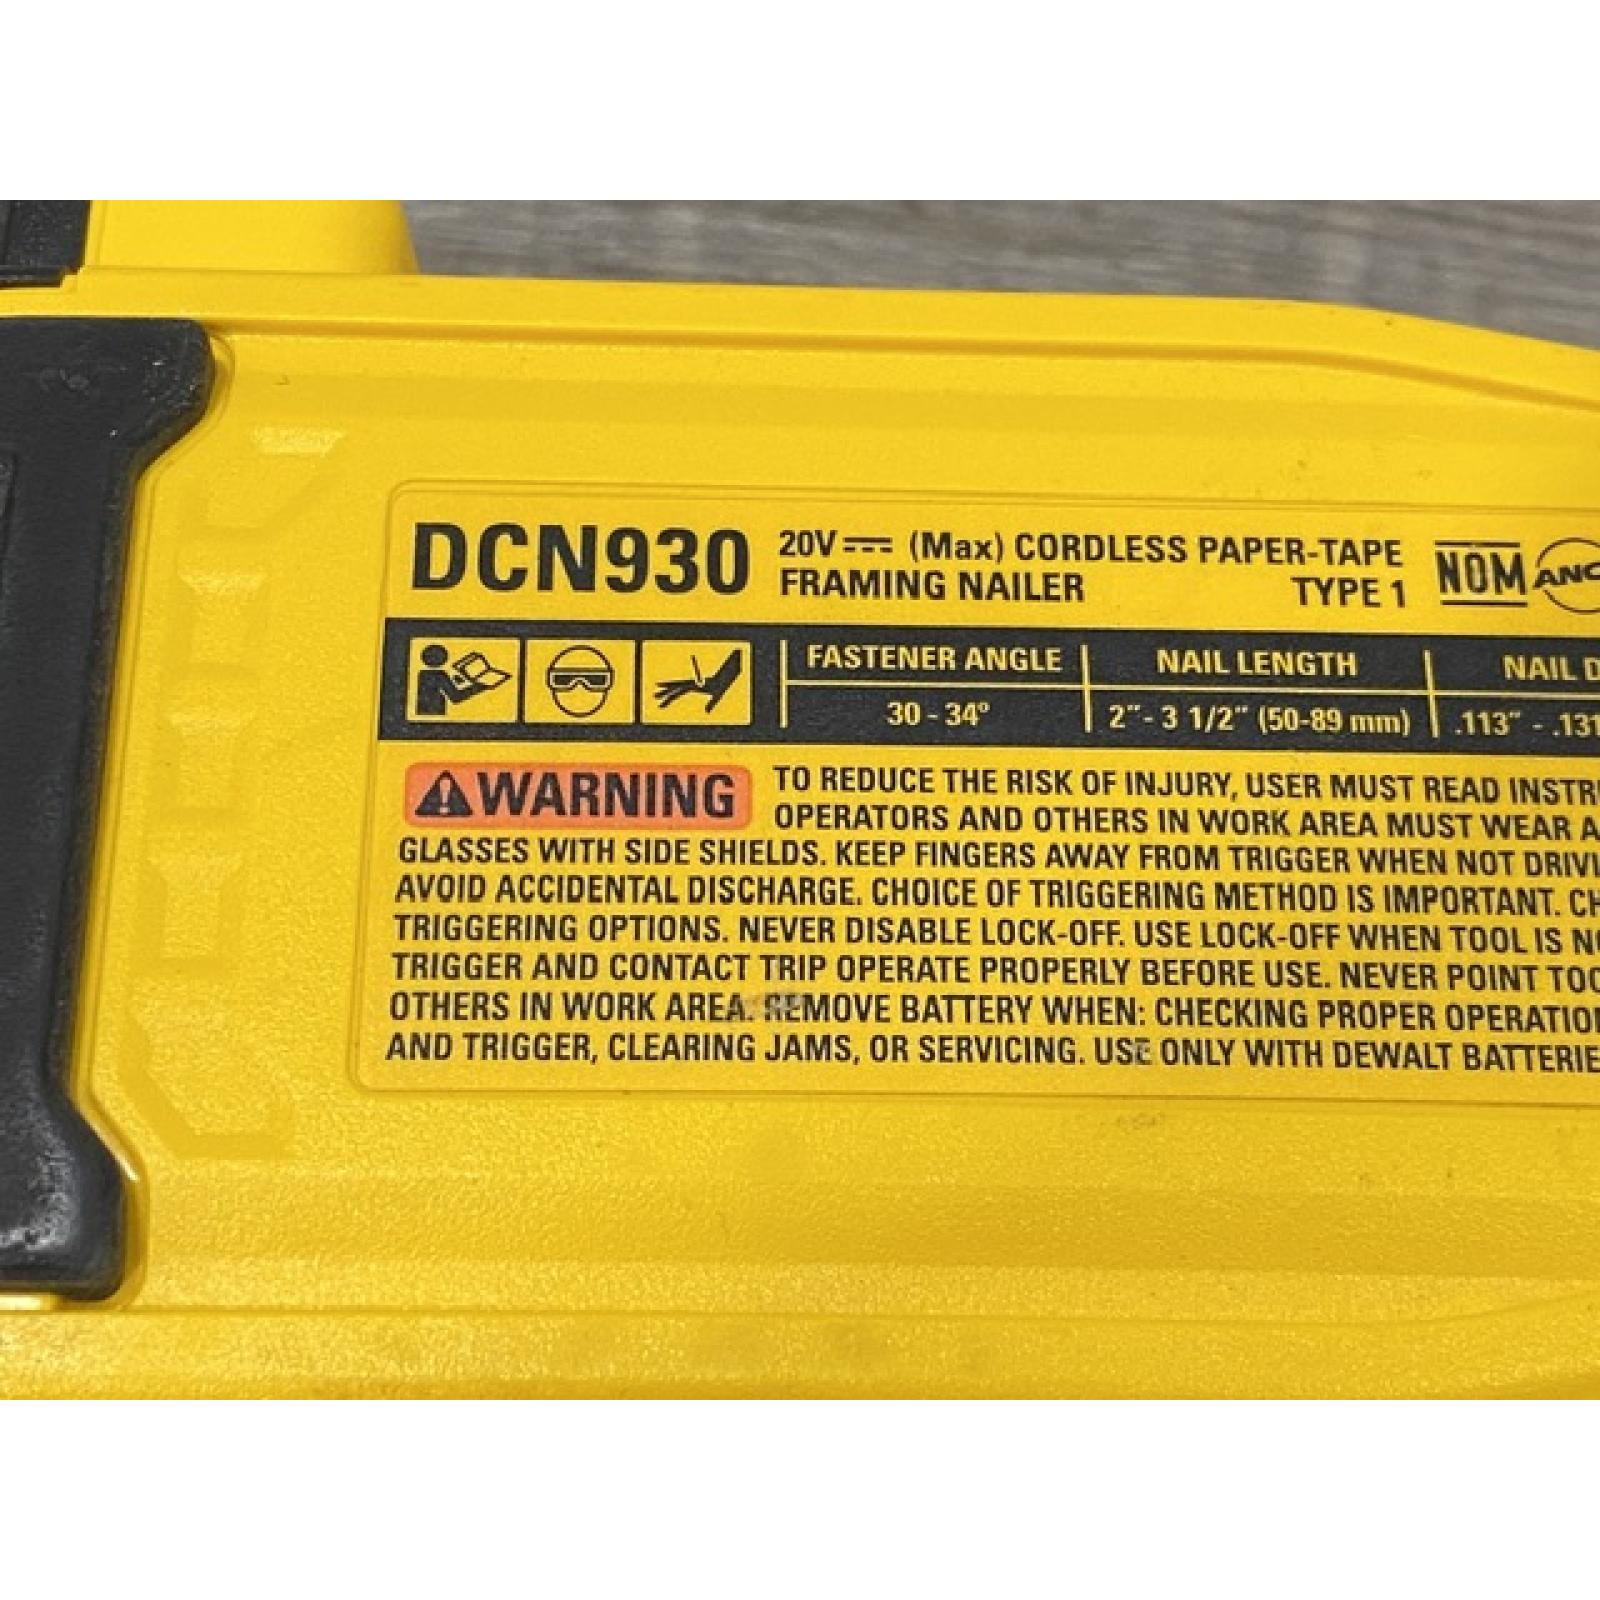 DCN930 20V (Max) CORDLESS PAPER-TAPE
FRAMING NAILER TYPE 1
NOM
FASTENER ANGLE NAIL LENGTH NAIL
30 - 34° 2" - 3 1/2" (50-89 mm) .113" - .131
WARNING TO REDUCE THE RISK OF INJURY, USER MUST READ
OPERATORS AND OTHERS IN WORK AREA MUST WEAR
GLASSES WITH SIDE SHIELDS. KEEP FINGERS AWAY FROM TRIGGER WHEN NOT
AVOID ACCIDENTAL DISCHARGE. CHOICE OF TRIGGERING METHOD IS IMPORTANT.
TRIGGERING OPTIONS. NEVER DISABLE LOCK-OFF. USE LOCK-OFF WHEN TOOL IS
TRIGGER AND CONTACT TRIP OPERATE PROPERLY BEFORE USE. NEVER POINT
OTHERS IN WORK AREA. REMOVE BATTERY WHEN: CHECKING PROPER
AND TRIGGER, CLEARING JAMS, OR SERVICING. USE ONLY WITH DEWALT